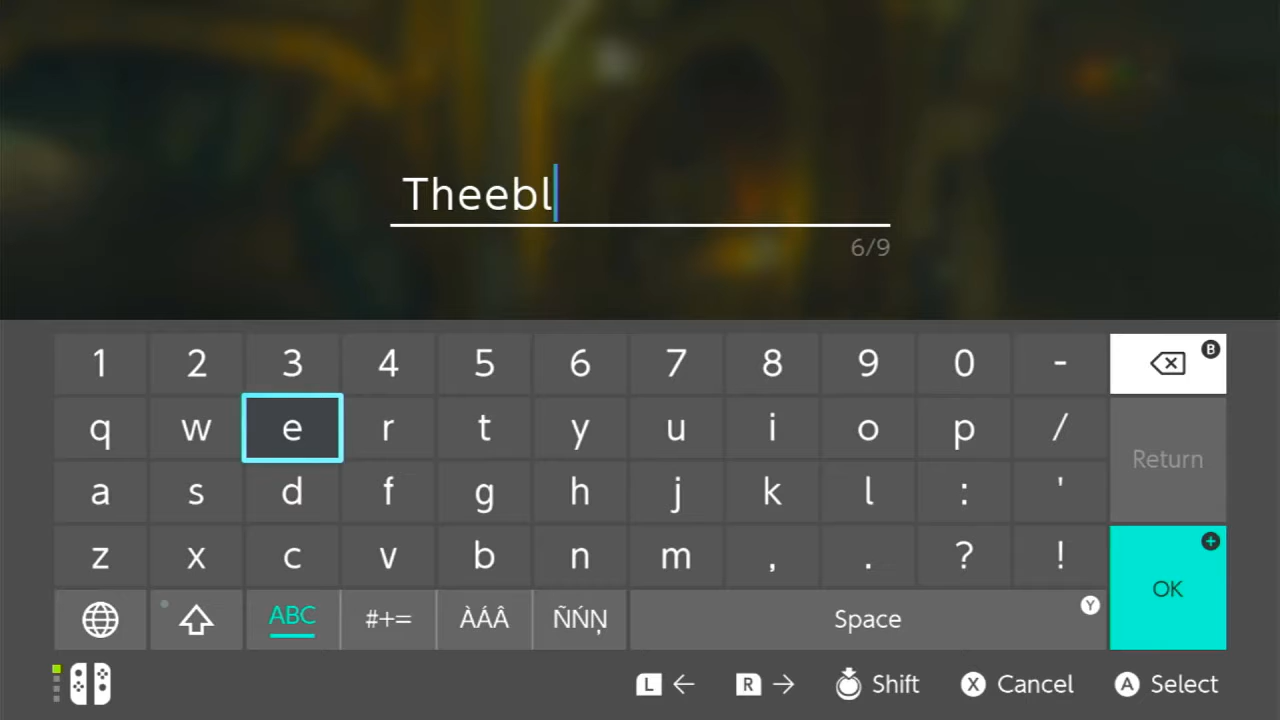 Theebl
6/9
1 2 3 4 5 6 7 8 9 0 - B
q w e r t y u i o p / Return
a s d f g h j k l : '
z x c v b n m , . ? ! + OK
ABC #+= ÀÁÂ ÑŃŅ Space Y
L ← R → Shift X Cancel A Select